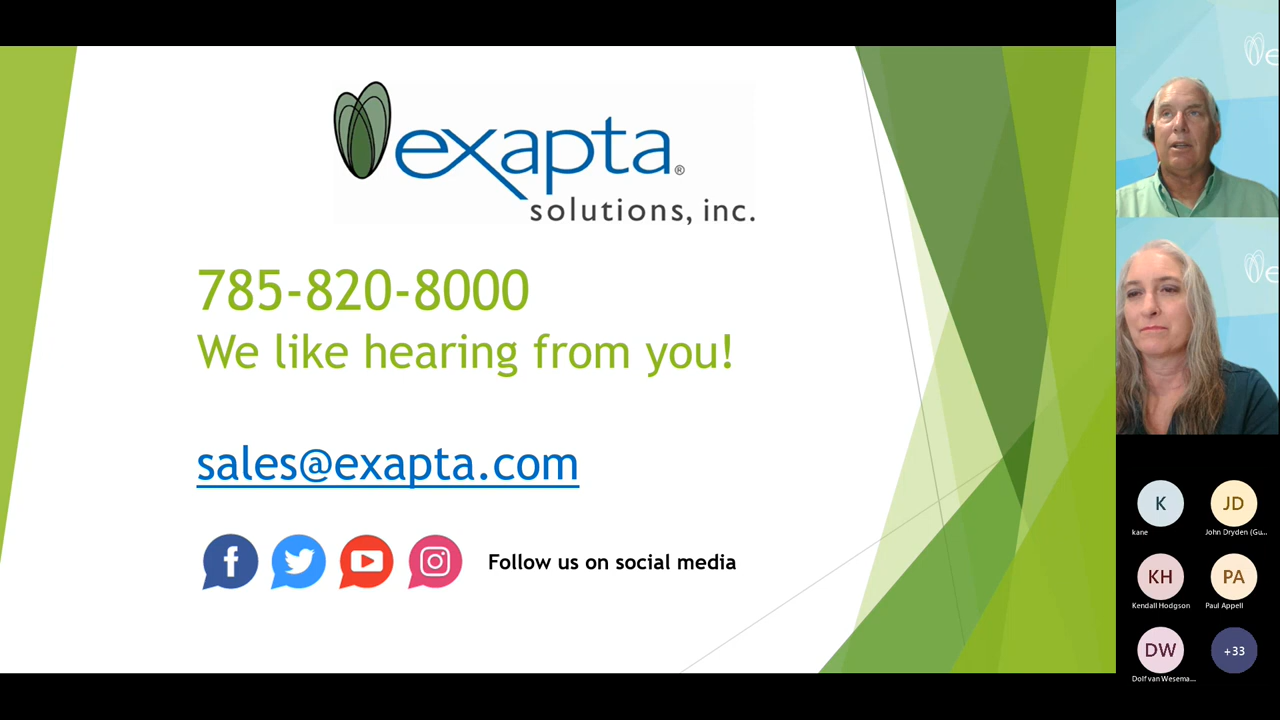 exapta®
solutions, inc.
785-820-8000
We like hearing from you!
sales@exapta.com
Follow us on social media
e
e
K
JD
kane
John Dryden (Gu...
KH
PA
Kendall Hodgson
Paul Appell
DW
+33
Dolf van Wesema...